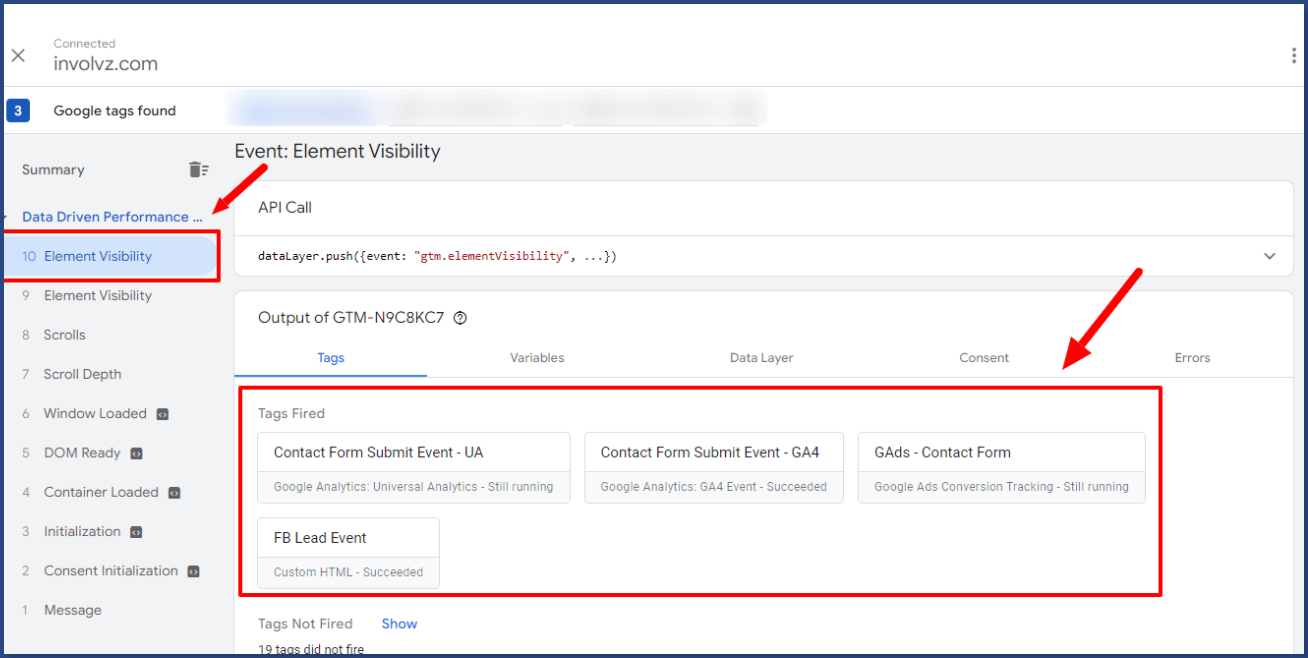 Connected
involvz.com
3 Google tags found
Summary
Data Driven Performance ...
10 Element Visibility
9 Element Visibility
8 Scrolls
7 Scroll Depth
6 Window Loaded
5 DOM Ready
4 Container Loaded
3 Initialization
2 Consent Initialization
1 Message
Event: Element Visibility
API Call
dataLayer.push({event: "gtm.elementVisibility", ...})
Output of GTM-N9C8KC7
Tags Variables Data Layer Consent Errors
Tags Fired
Contact Form Submit Event - UA
Google Analytics: Universal Analytics - Still running
Contact Form Submit Event - GA4
Google Analytics: GA4 Event - Succeeded
GAds - Contact Form
Google Ads Conversion Tracking - Still running
FB Lead Event
Custom HTML - Succeeded
Tags Not Fired Show
19 tags did not fire